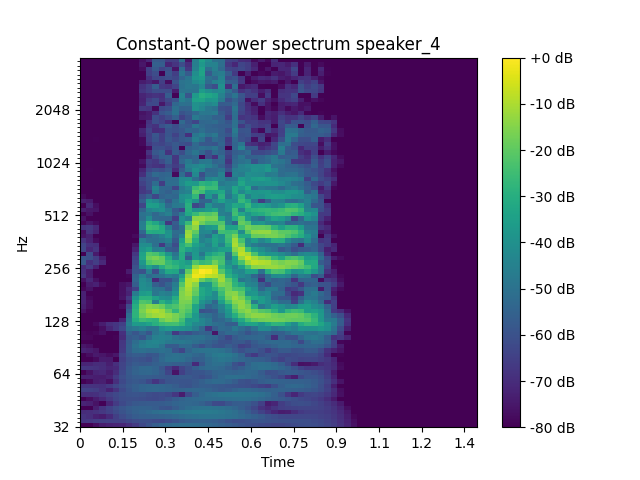 Constant-Q power spectrum speaker_4
Hz
2048
1024
512
256
128
64
32
0 0.15 0.3 0.45 0.6 0.75 0.9 1.1 1.2 1.4
Time
+0 dB
-10 dB
-20 dB
-30 dB
-40 dB
-50 dB
-60 dB
-70 dB
-80 dB